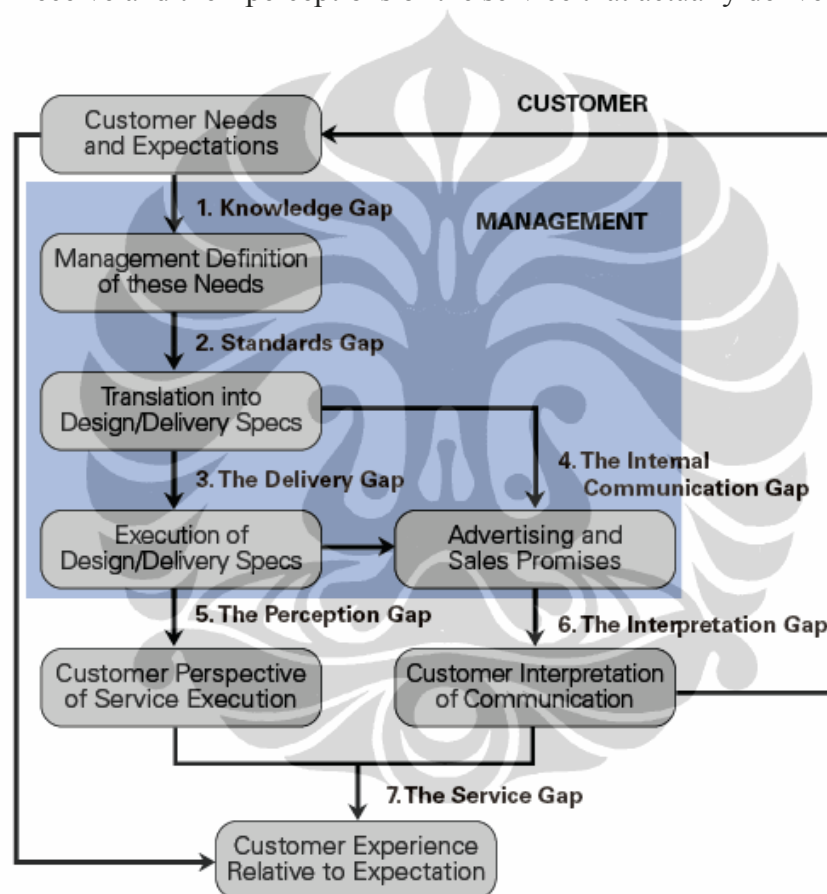 CUSTOMER
Customer Needs
and Expectations
1. Knowledge Gap
MANAGEMENT
Management Definition
of these Needs
2. Standards Gap
Translation into
Design/Delivery Specs
3. The Delivery Gap
4. The Internal
Communication Gap
Execution of
Design/Delivery Specs
Advertising and
Sales Promises
5. The Perception Gap
6. The Interpretation Gap
Customer Perspective
of Service Execution
Customer Interpretation
of Communication
7. The Service Gap
Customer Experience
Relative to Expectation